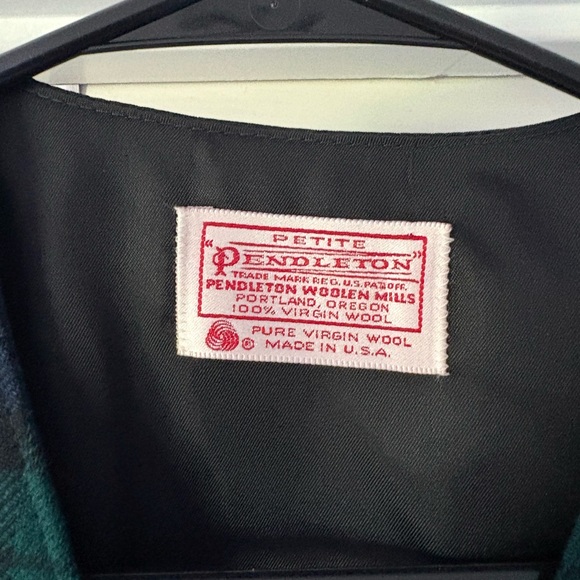 PETITE
"PENDLETON"
TRADE MARK REG. U.S. PAT. OFF.
PENDLETON WOOLEN MILLS
PORTLAND, OREGON
100% VIRGIN WOOL
® PURE VIRGIN WOOL
MADE IN U.S.A.